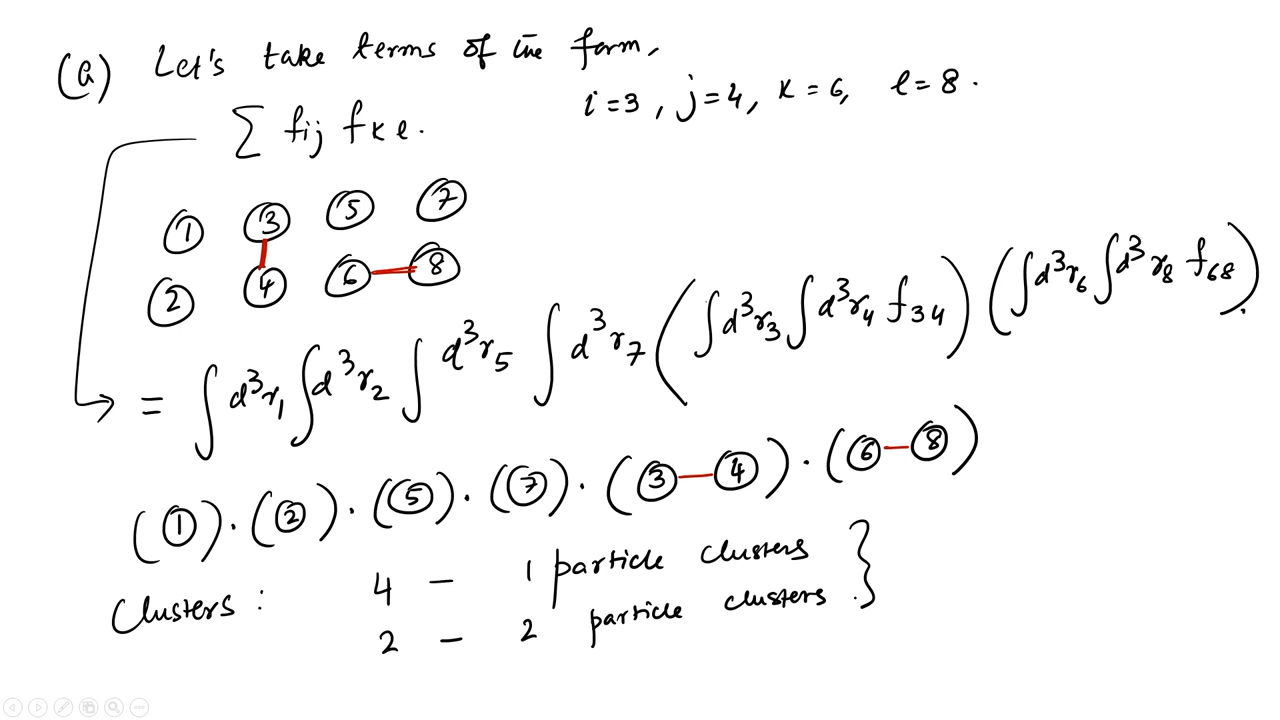 (a) Let's take terms of the form,
∑ fij fkl. i=3, j=4, k=6, l=8.
1 3 5 7
2 4 6 8
= ∫d³r₁ ∫d³r₂ ∫d³r₅ ∫d³r₇ (∫d³r₃ ∫d³r₄ f₃₄) (∫d³r₆ ∫d³r₈ f₆₈).
(①)·(②)·(⑤)·(⑦)·(③—④)·(⑥—⑧)
Clusters: 4 — 1 particle clusters
2 — 2 particle clusters }